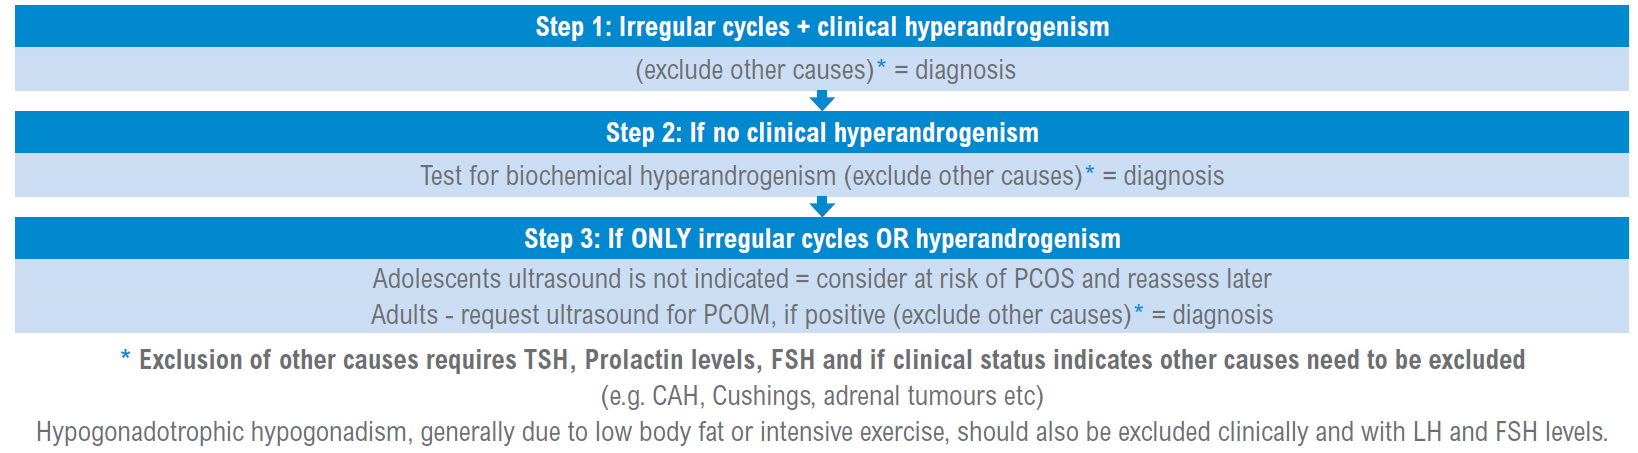 Step 1: Irregular cycles + clinical hyperandrogenism
(exclude other causes)* = diagnosis
Step 2: If no clinical hyperandrogenism
Test for biochemical hyperandrogenism (exclude other causes)* = diagnosis
Step 3: If ONLY irregular cycles OR hyperandrogenism
Adolescents ultrasound is not indicated = consider at risk of PCOS and reassess later
Adults - request ultrasound for PCOM, if positive (exclude other causes)* = diagnosis
* Exclusion of other causes requires TSH, Prolactin levels, FSH and if clinical status indicates other causes need to be excluded
(e.g. CAH, Cushings, adrenal tumours etc)
Hypogonadotrophic hypogonadism, generally due to low body fat or intensive exercise, should also be excluded clinically and with LH and FSH levels.